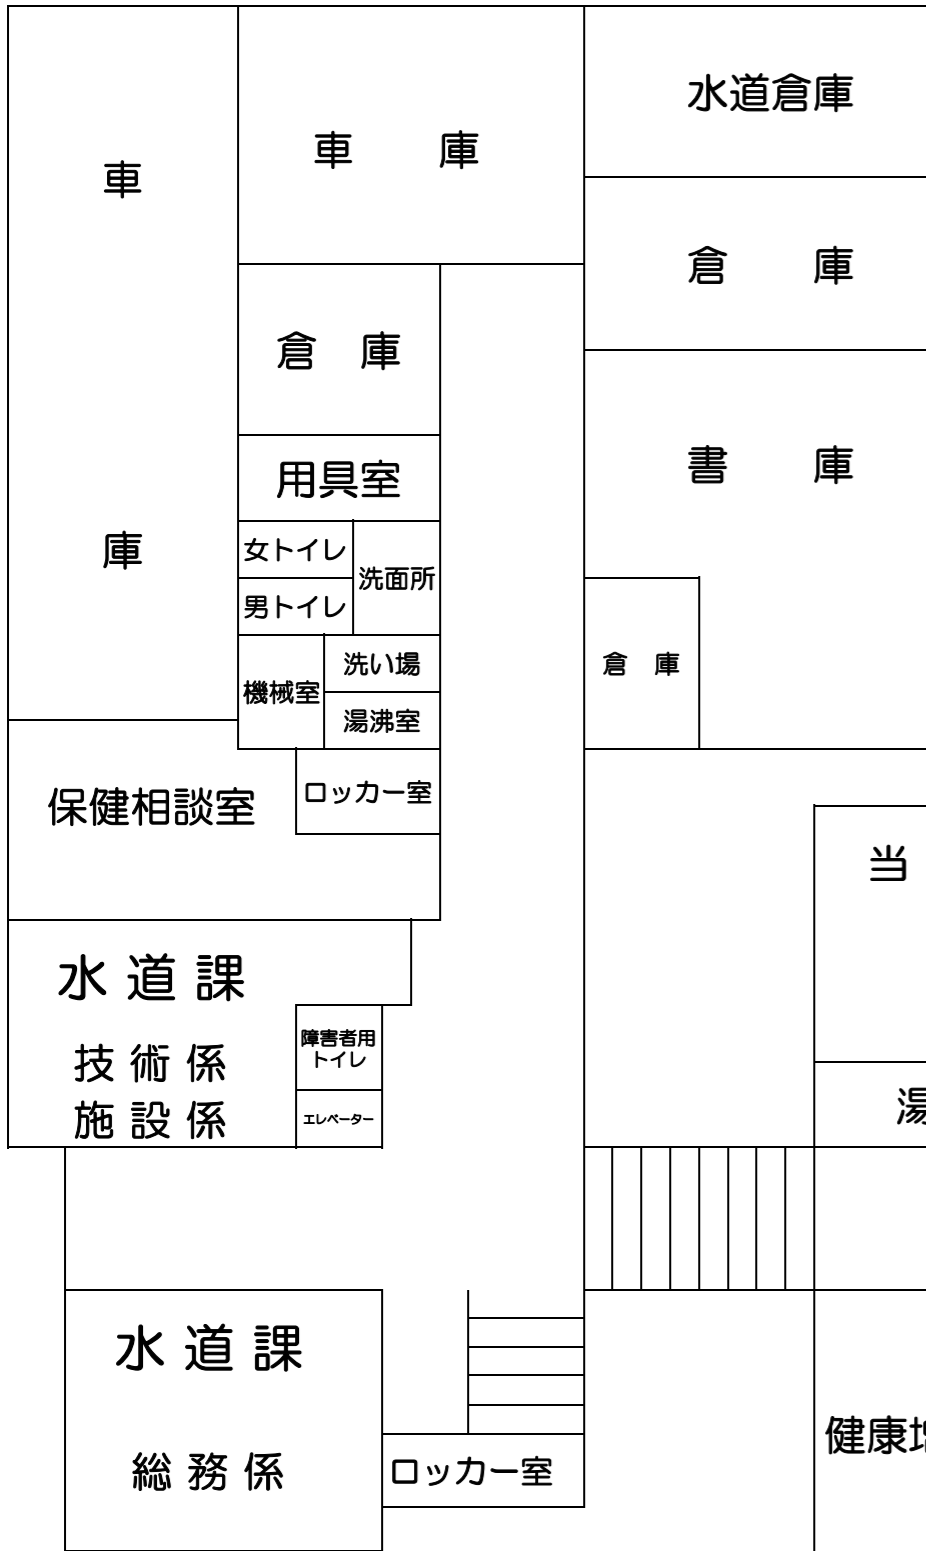 水道倉庫
車　庫
車
庫
倉　庫
倉　庫
書　庫
用具室
女トイレ
洗面所
男トイレ
洗い場
倉　庫
機械室
湯沸室
ロッカー室
保健相談室
当
水道課
障害者用
トイレ
技術係
施設係
エレベーター
湯
水道課
健康増
総務係
ロッカー室